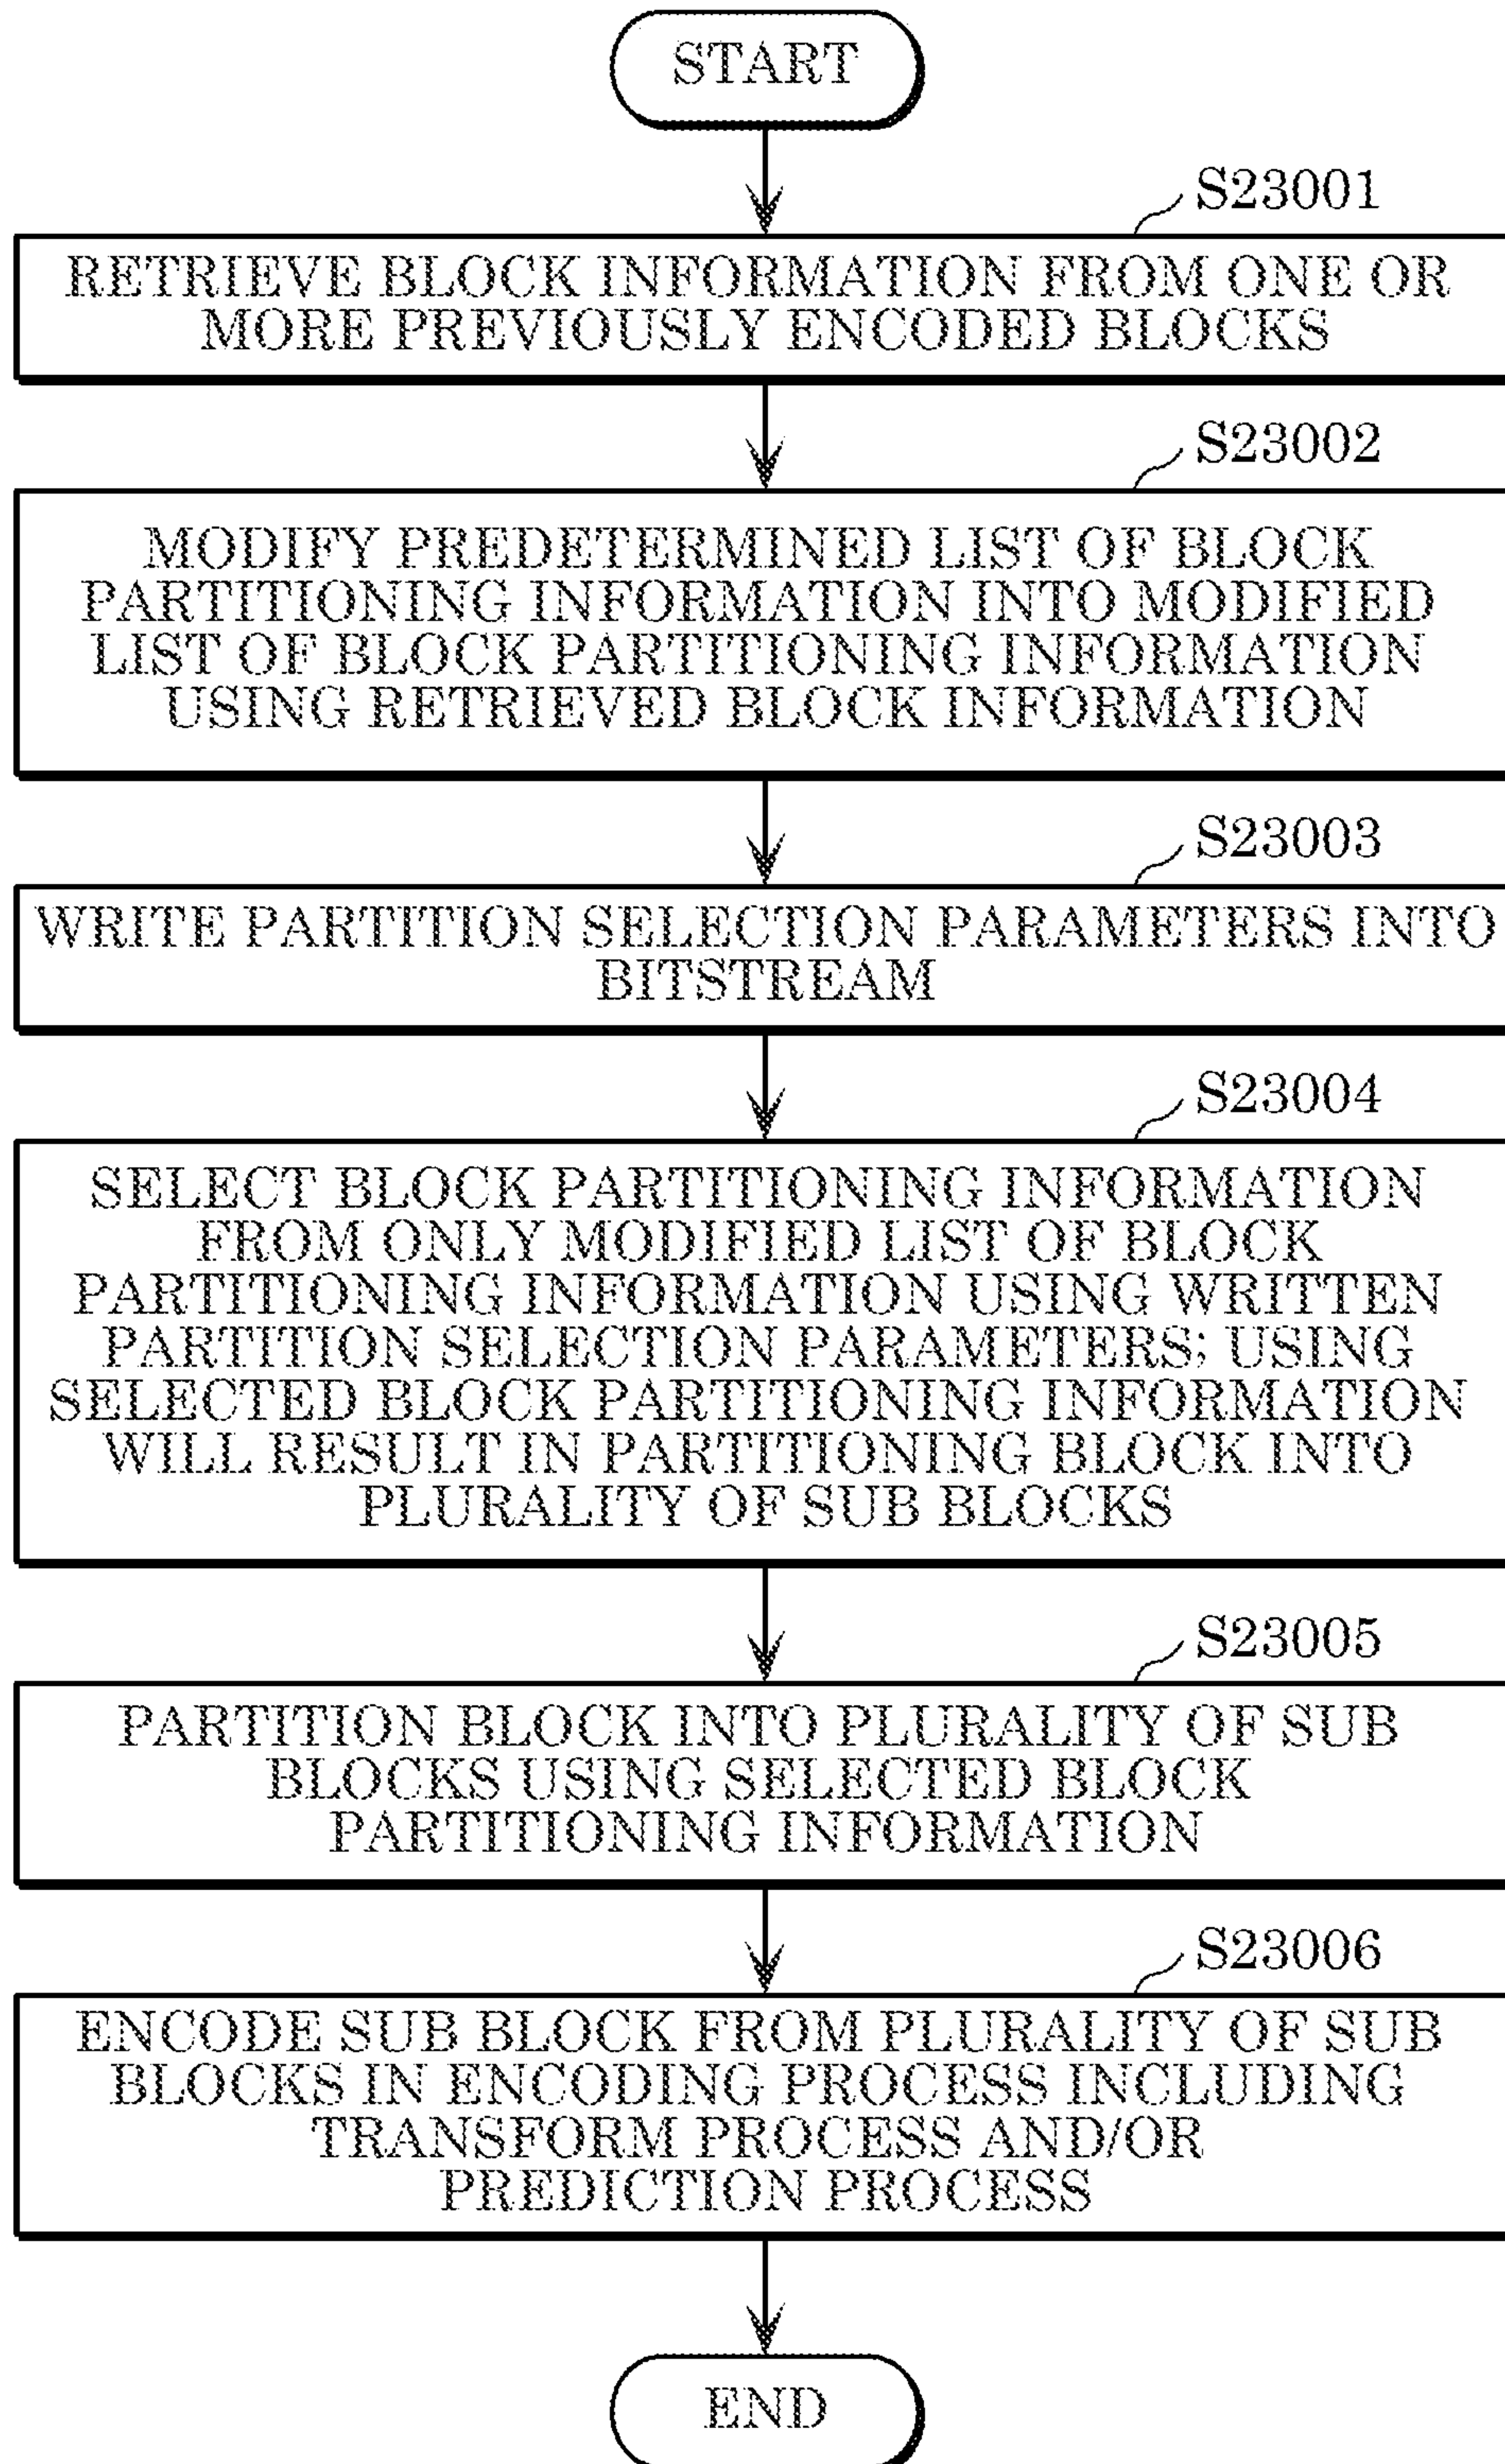 START
S23001
RETRIEVE BLOCK INFORMATION FROM ONE OR
MORE PREVIOUSLY ENCODED BLOCKS
S23002
MODIFY PREDETERMINED LIST OF BLOCK
PARTITIONING INFORMATION INTO MODIFIED
LIST OF BLOCK PARTITIONING INFORMATION
USING RETRIEVED BLOCK INFORMATION
S23003
WRITE PARTITION SELECTION PARAMETERS INTO
BITSTREAM
S23004
SELECT BLOCK PARTITIONING INFORMATION
FROM ONLY MODIFIED LIST OF BLOCK
PARTITIONING INFORMATION USING WRITTEN
PARTITION SELECTION PARAMETERS; USING
SELECTED BLOCK PARTITIONING INFORMATION
WILL RESULT IN PARTITIONING BLOCK INTO
PLURALITY OF SUB BLOCKS
S23005
PARTITION BLOCK INTO PLURALITY OF SUB
BLOCKS USING SELECTED BLOCK
PARTITIONING INFORMATION
S23006
ENCODE SUB BLOCK FROM PLURALITY OF SUB
BLOCKS IN ENCODING PROCESS INCLUDING
TRANSFORM PROCESS AND/OR
PREDICTION PROCESS
END